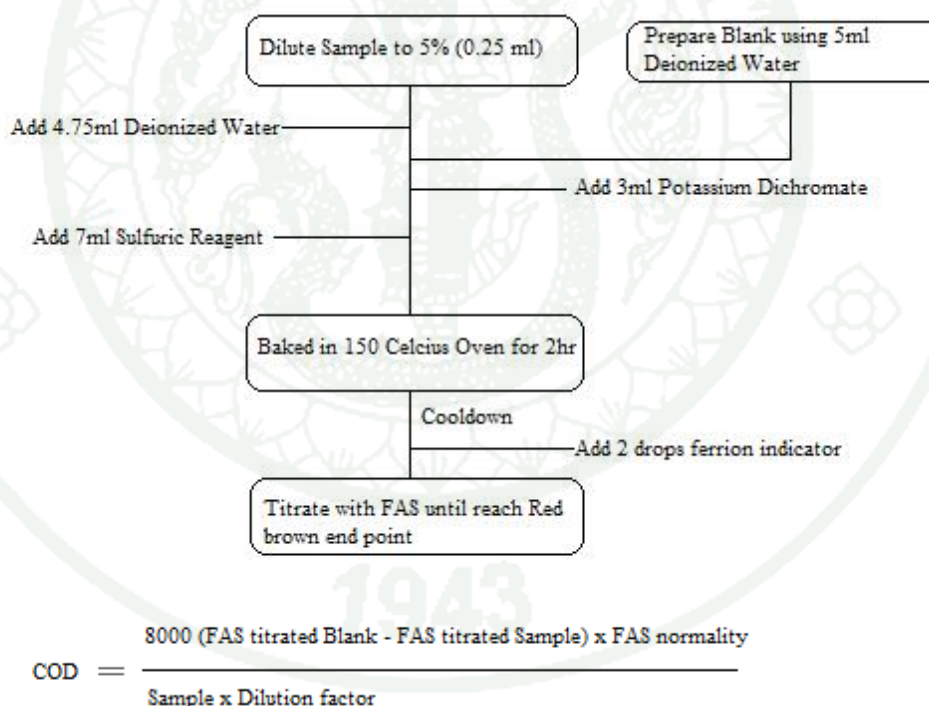 Dilute Sample to 5% (0.25 ml)
Prepare Blank using 5ml
Deionized Water
Add 4.75ml Deionized Water
Add 3ml Potassium Dichromate
Add 7ml Sulfuric Reagent
Baked in 150 Celcius Oven for 2hr
Cooldown
Add 2 drops ferrion indicator
Titrate with FAS until reach Red
brown end point
1943
8000 (FAS titrated Blank - FAS titrated Sample) x FAS normality
COD =
Sample x Dilution factor